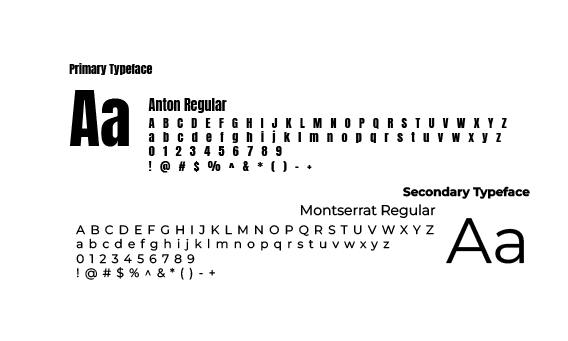 Primary Typeface
Aa
Anton Regular
A B C D E F G H I J K L M N O P Q R S T U V W X Y Z
a b c d e f g h i j k l m n o p q r s t u v w x y z
0 1 2 3 4 5 6 7 8 9
! @ # $ % ^ & * ( ) - +
Secondary Typeface
Montserrat Regular
A B C D E F G H I J K L M N O P Q R S T U V W X Y Z
a b c d e f g h i j k l m n o p q r s t u v w x y z
0 1 2 3 4 5 6 7 8 9
! @ # $ % ^ & * ( ) - +
Aa